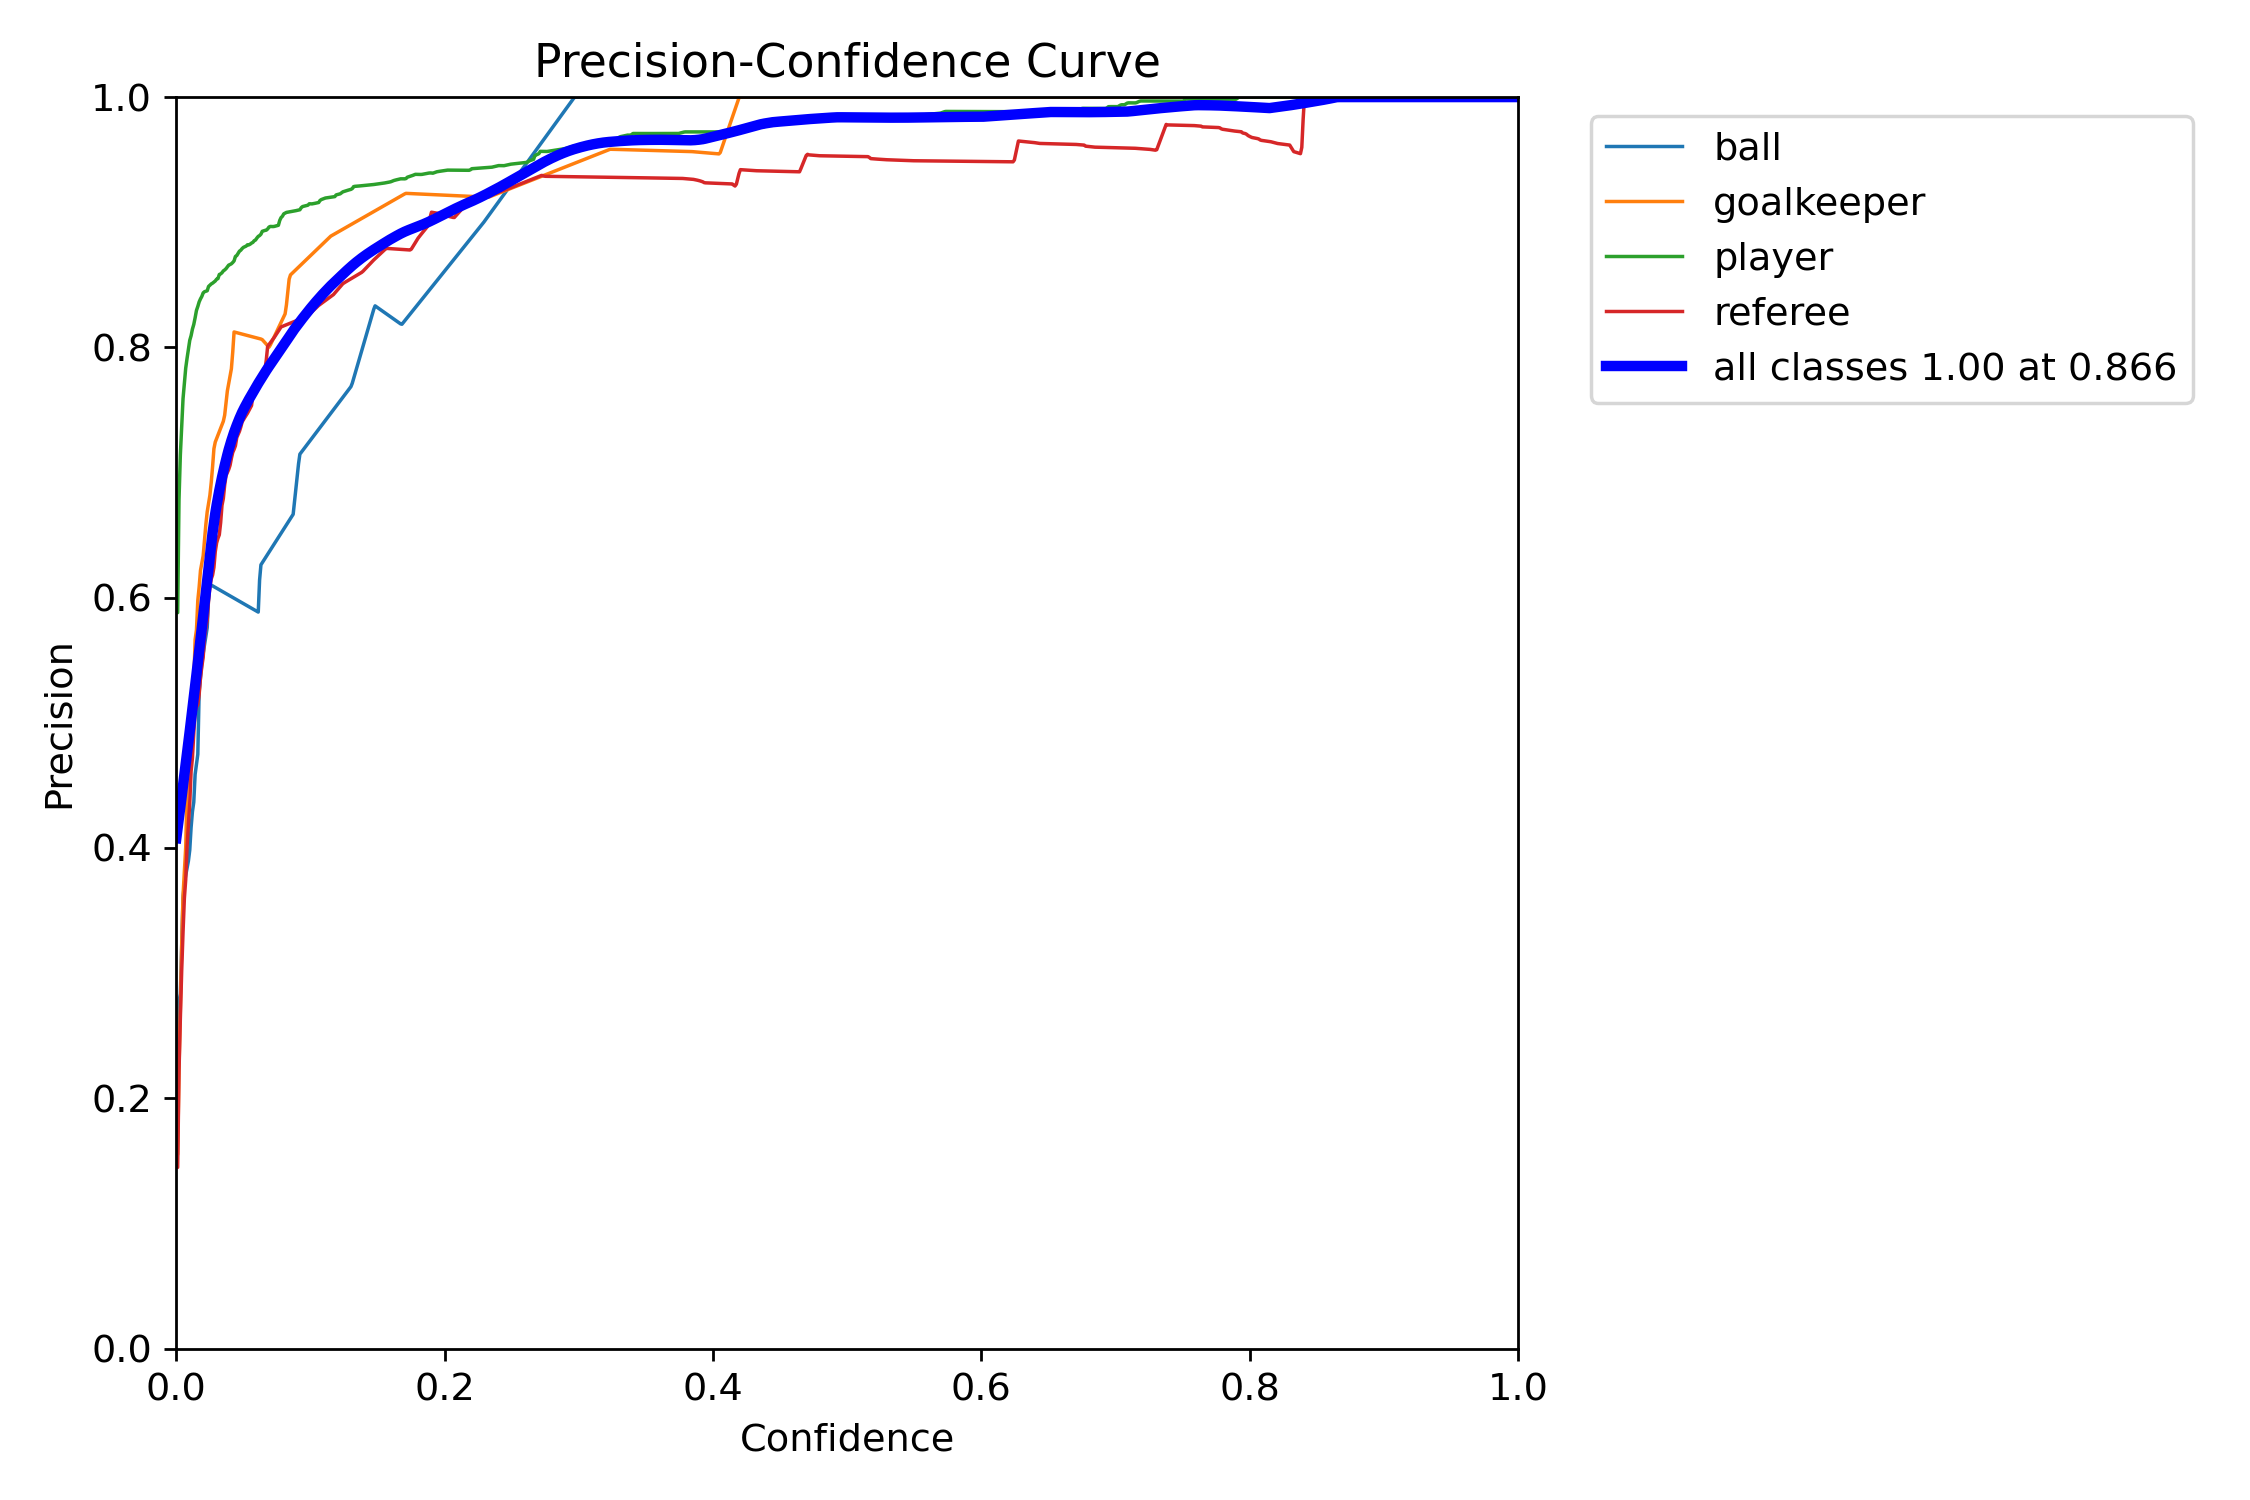 Precision-Confidence Curve
1.0
0.8
0.6
0.4
0.2
0.0
Precision
0.0 0.2 0.4 0.6 0.8 1.0
Confidence
ball
goalkeeper
player
referee
all classes 1.00 at 0.866